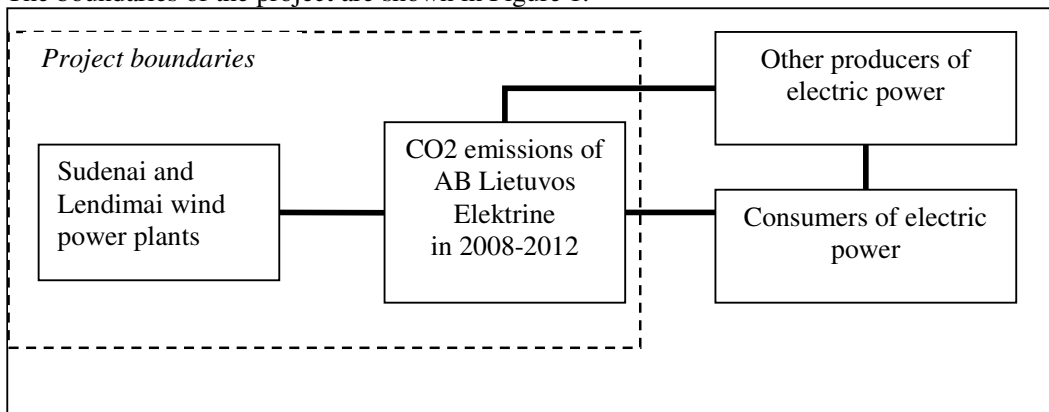 The boundaries of the project are shown in Figure 1.
Project boundaries
Sudenai and
Lendimai wind
power plants
CO2 emissions of
AB Lietuvos
Elektrine
in 2008-2012
Other producers of
electric power
Consumers of electric
power